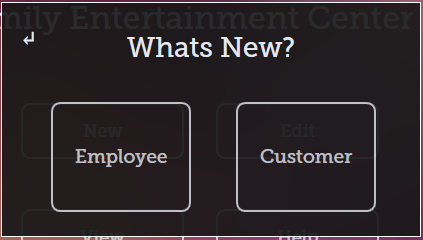 mily Entertainment Center
↵
Whats New?
New
Edit
Employee
Customer
View
Help